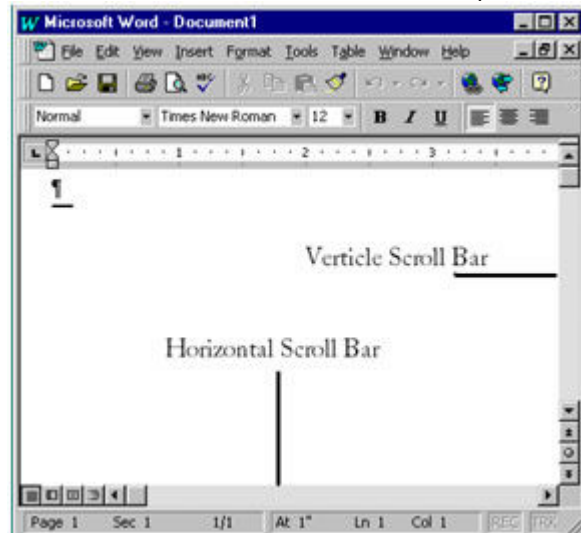 Microsoft Word - Document1
File Edit View Insert Format Tools Table Window Help
Normal Times New Roman 12 B I U
1 2 3
¶
Verticle Scroll Bar
Horizontal Scroll Bar
Page 1 Sec 1 1/1 At 1" Ln 1 Col 1 REC TRK